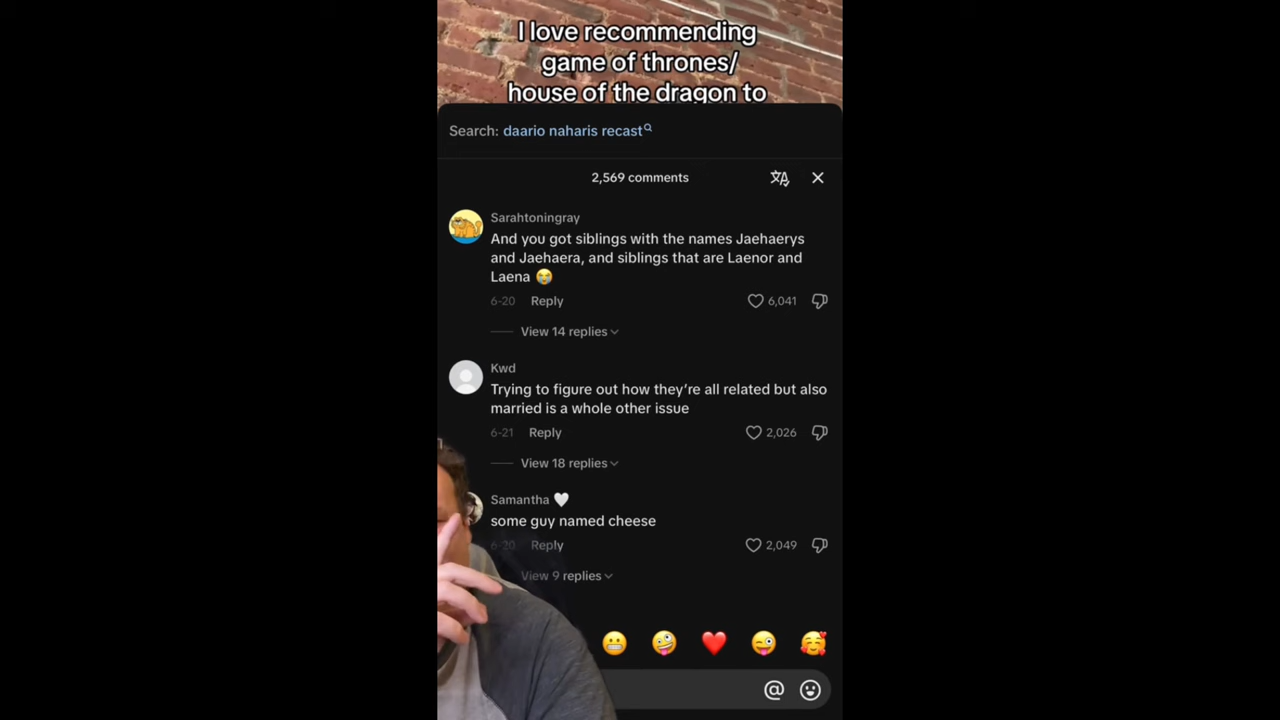 I love recommending
game of thrones/
house of the dragon to
Search: daario naharis recast
2,569 comments
Sarahtoningray
And you got siblings with the names Jaehaerys
and Jaehaera, and siblings that are Laenor and
Laena 😭
6-20 Reply 6,041
View 14 replies
Kwd
Trying to figure out how they're all related but also
married is a whole other issue
6-21 Reply 2,026
View 18 replies
Samantha 🤍
some guy named cheese
6-20 Reply 2,049
View 9 replies
@